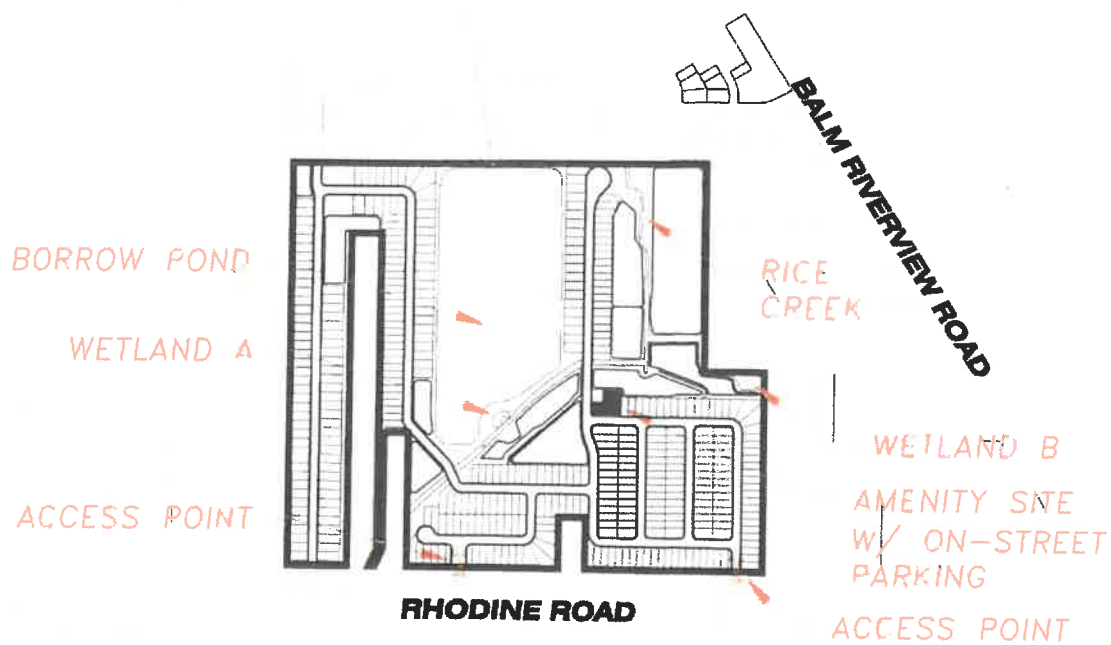 BALM RIVERVIEW ROAD
BORROW POND
WETLAND A
ACCESS POINT
RICE
CREEK
WETLAND B
AMENITY SITE
W/ ON-STREET
PARKING
ACCESS POINT
RHODINE ROAD